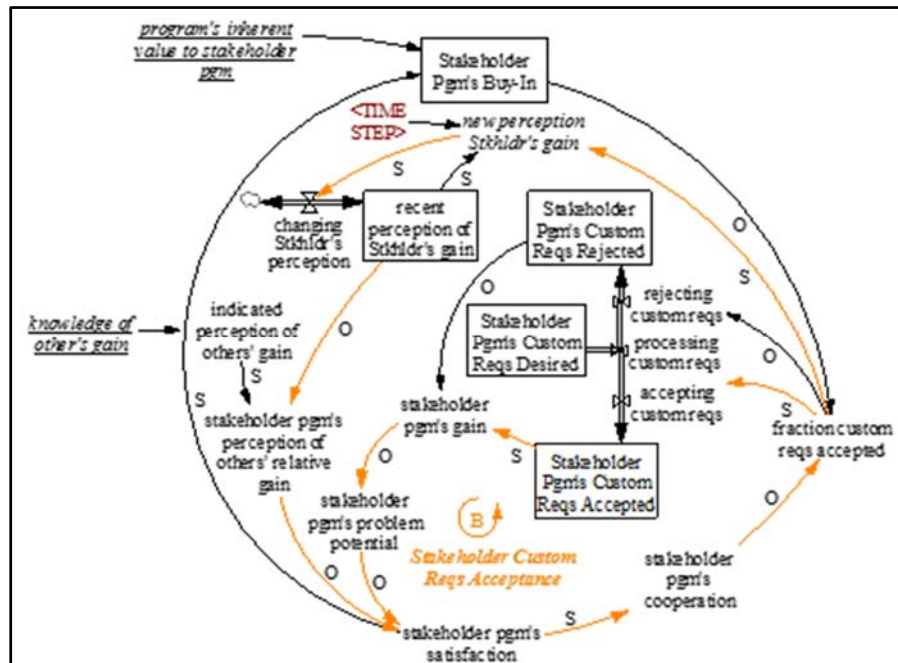 program's inherent
value to stakeholder
pgm
Stakeholder
Pgm's Buy-In
<TIME
STEP>
new perception
Stkhldr's gain
S
S
changing
Stkhldr's
perception
recent
perception of
Stkhldr's gain
Stakeholder
Pgm's Custom
Reqs Rejected
O
S
O
rejecting
custom reqs
knowledge of
other's gain
indicated
perception of
others' gain
O
Stakeholder
Pgm's Custom
Reqs Desired
processing
custom reqs
O
S
accepting
custom reqs
S
S
stakeholder pgm's
perception of
others' relative
gain
stakeholder
pgm's gain
fraction custom
reqs accepted
O
S
Stakeholder
Pgm's Custom
Reqs Accepted
stakeholder
pgm's problem
potential
B
Stakeholder Custom
Reqs Acceptance
O
stakeholder
pgm's
cooperation
O
O
S
stakeholder pgm's
satisfaction